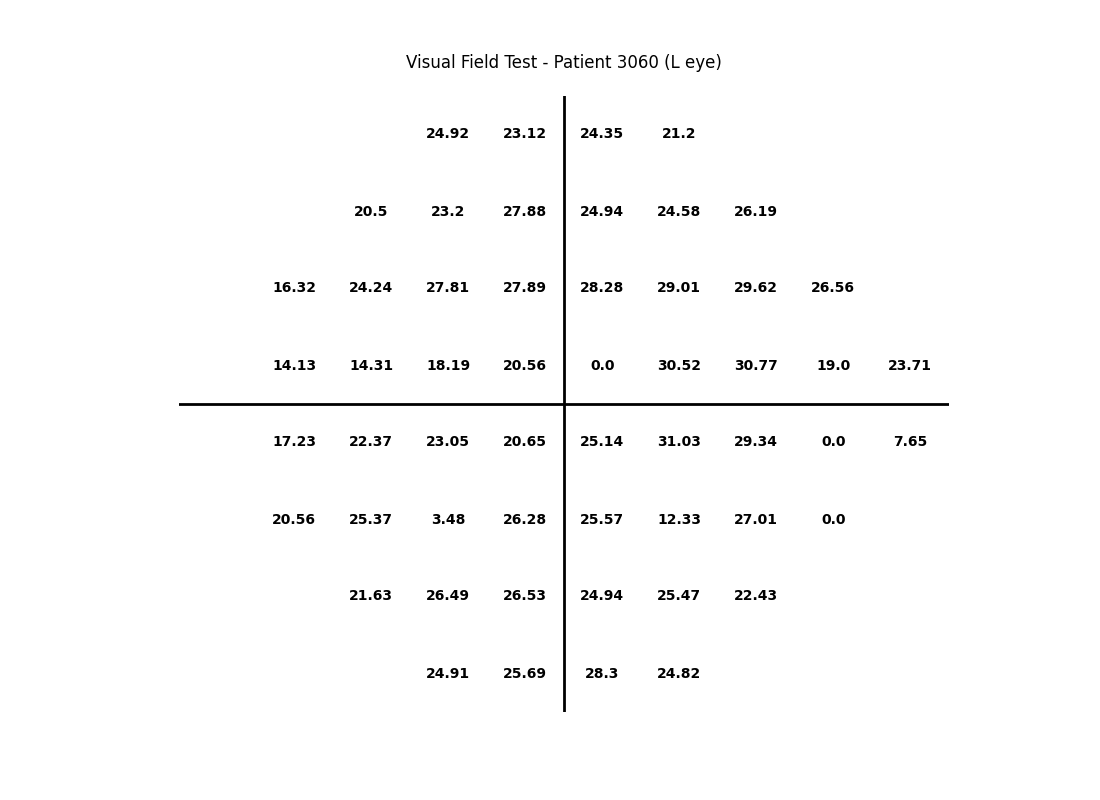 Visual Field Test - Patient 3060 (L eye)
24.92 23.12 24.35 21.2
20.5 23.2 27.88 24.94 24.58 26.19
16.32 24.24 27.81 27.89 28.28 29.01 29.62 26.56
14.13 14.31 18.19 20.56 0.0 30.52 30.77 19.0 23.71
17.23 22.37 23.05 20.65 25.14 31.03 29.34 0.0 7.65
20.56 25.37 3.48 26.28 25.57 12.33 27.01 0.0
21.63 26.49 26.53 24.94 25.47 22.43
24.91 25.69 28.3 24.82